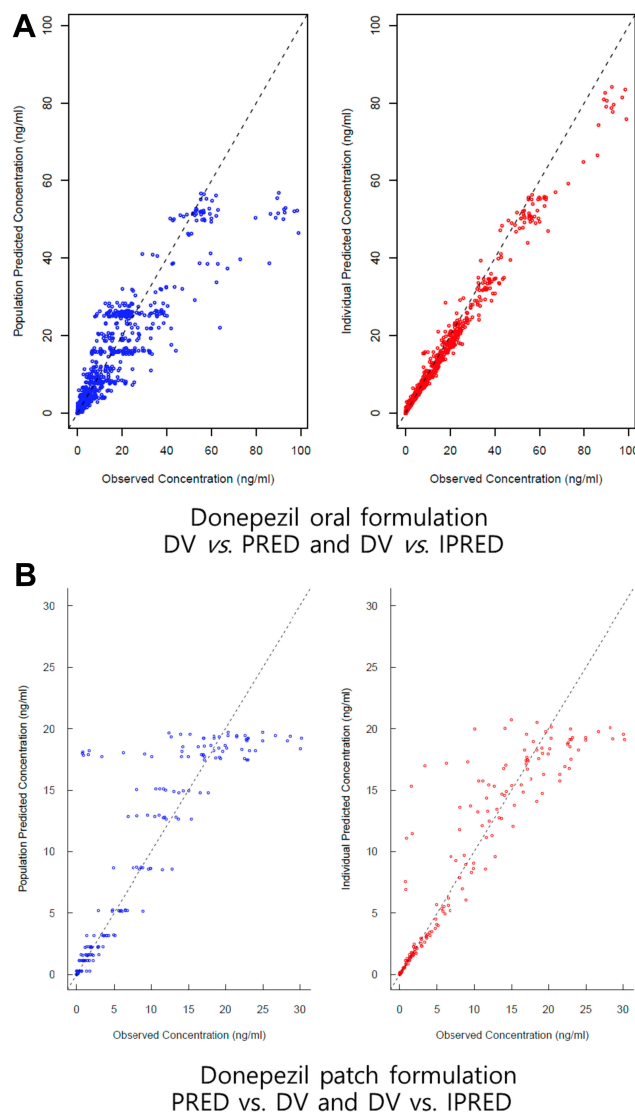 A
Population Predicted Concentration (ng/ml)
100
80
60
40
20
0
0 20 40 60 80 100
Observed Concentration (ng/ml)
Individual Predicted Concentration (ng/ml)
100
80
60
40
20
0
0 20 40 60 80 100
Observed Concentration (ng/ml)
Donepezil oral formulation
DV vs. PRED and DV vs. IPRED
B
Population Predicted Concentration (ng/ml)
30
25
20
15
10
5
0
0 5 10 15 20 25 30
Observed Concentration (ng/ml)
Individual Predicted Concentration (ng/ml)
30
25
20
15
10
5
0
0 5 10 15 20 25 30
Observed Concentration (ng/ml)
Donepezil patch formulation
PRED vs. DV and DV vs. IPRED